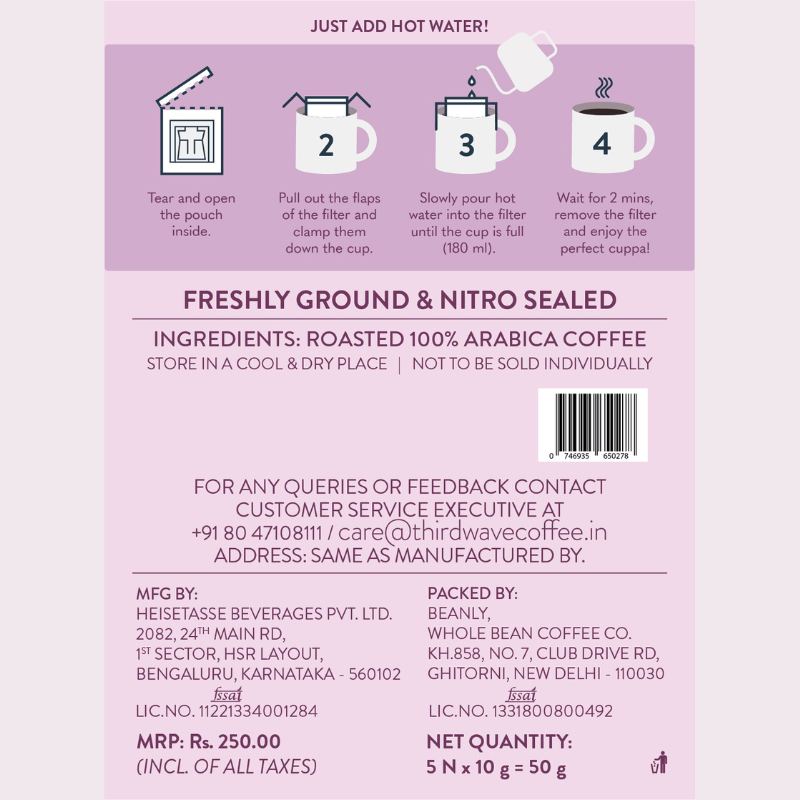 JUST ADD HOT WATER!
2
3
4
Tear and open
the pouch
inside.
Pull out the flaps
of the filter and
clamp them
down the cup.
Slowly pour hot
water into the filter
until the cup is full
(180 ml).
Wait for 2 mins,
remove the filter
and enjoy the
perfect cuppa!
FRESHLY GROUND & NITRO SEALED
INGREDIENTS: ROASTED 100% ARABICA COFFEE
STORE IN A COOL & DRY PLACE | NOT TO BE SOLD INDIVIDUALLY
0 746935 650278
FOR ANY QUERIES OR FEEDBACK CONTACT
CUSTOMER SERVICE EXECUTIVE AT
+91 80 47108111 / care@thirdwavecoffee.in
ADDRESS: SAME AS MANUFACTURED BY.
MFG BY:
HEISETASSE BEVERAGES PVT. LTD.
2082, 24TH MAIN RD,
1ST SECTOR, HSR LAYOUT,
BENGALURU, KARNATAKA - 560102
fssai
LIC.NO. 11221334001284
MRP: Rs. 250.00
(INCL. OF ALL TAXES)
PACKED BY:
BEANLY,
WHOLE BEAN COFFEE CO.
KH.858, NO. 7, CLUB DRIVE RD,
GHITORNI, NEW DELHI - 110030
fssai
LIC.NO. 1331800800492
NET QUANTITY:
5 N x 10 g = 50 g